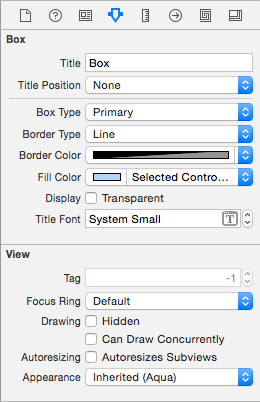 Box
Title Box
Title Position None
Box Type Primary
Border Type Line
Border Color
Fill Color Selected Contro...
Display Transparent
Title Font System Small T
View
Tag -1
Focus Ring Default
Drawing Hidden
Can Draw Concurrently
Autoresizing Autoresizes Subviews
Appearance Inherited (Aqua)